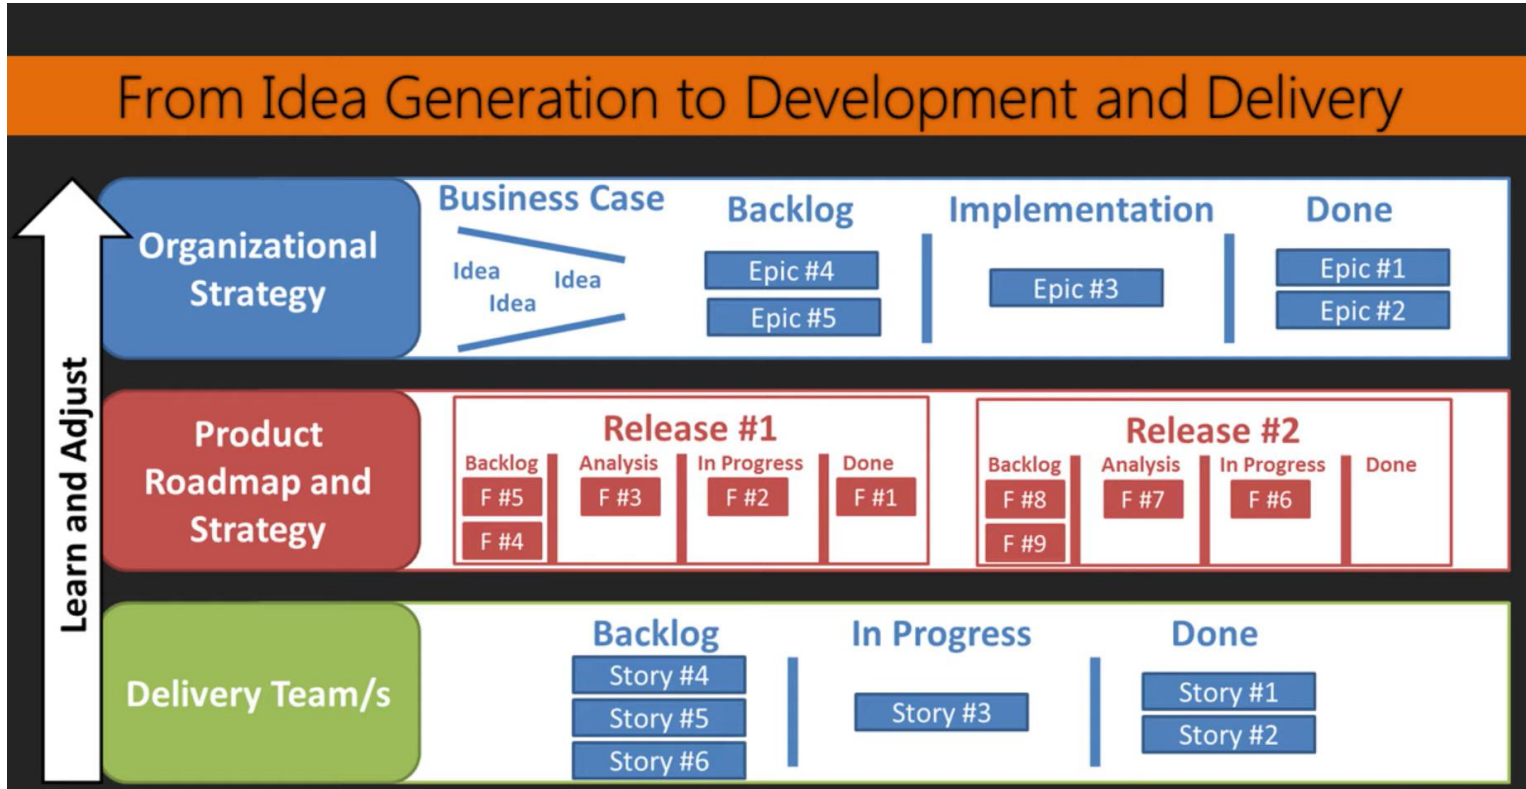 From Idea Generation to Development and Delivery
Learn and Adjust
Organizational
Strategy
Business Case
Idea
Idea
Idea
Backlog
Epic #4
Epic #5
Implementation
Epic #3
Done
Epic #1
Epic #2
Product
Roadmap and
Strategy
Release #1
Backlog
F #5
F #4
Analysis
F #3
In Progress
F #2
Done
F #1
Release #2
Backlog
F #8
F #9
Analysis
F #7
In Progress
F #6
Done
Delivery Team/s
Backlog
Story #4
Story #5
Story #6
In Progress
Story #3
Done
Story #1
Story #2